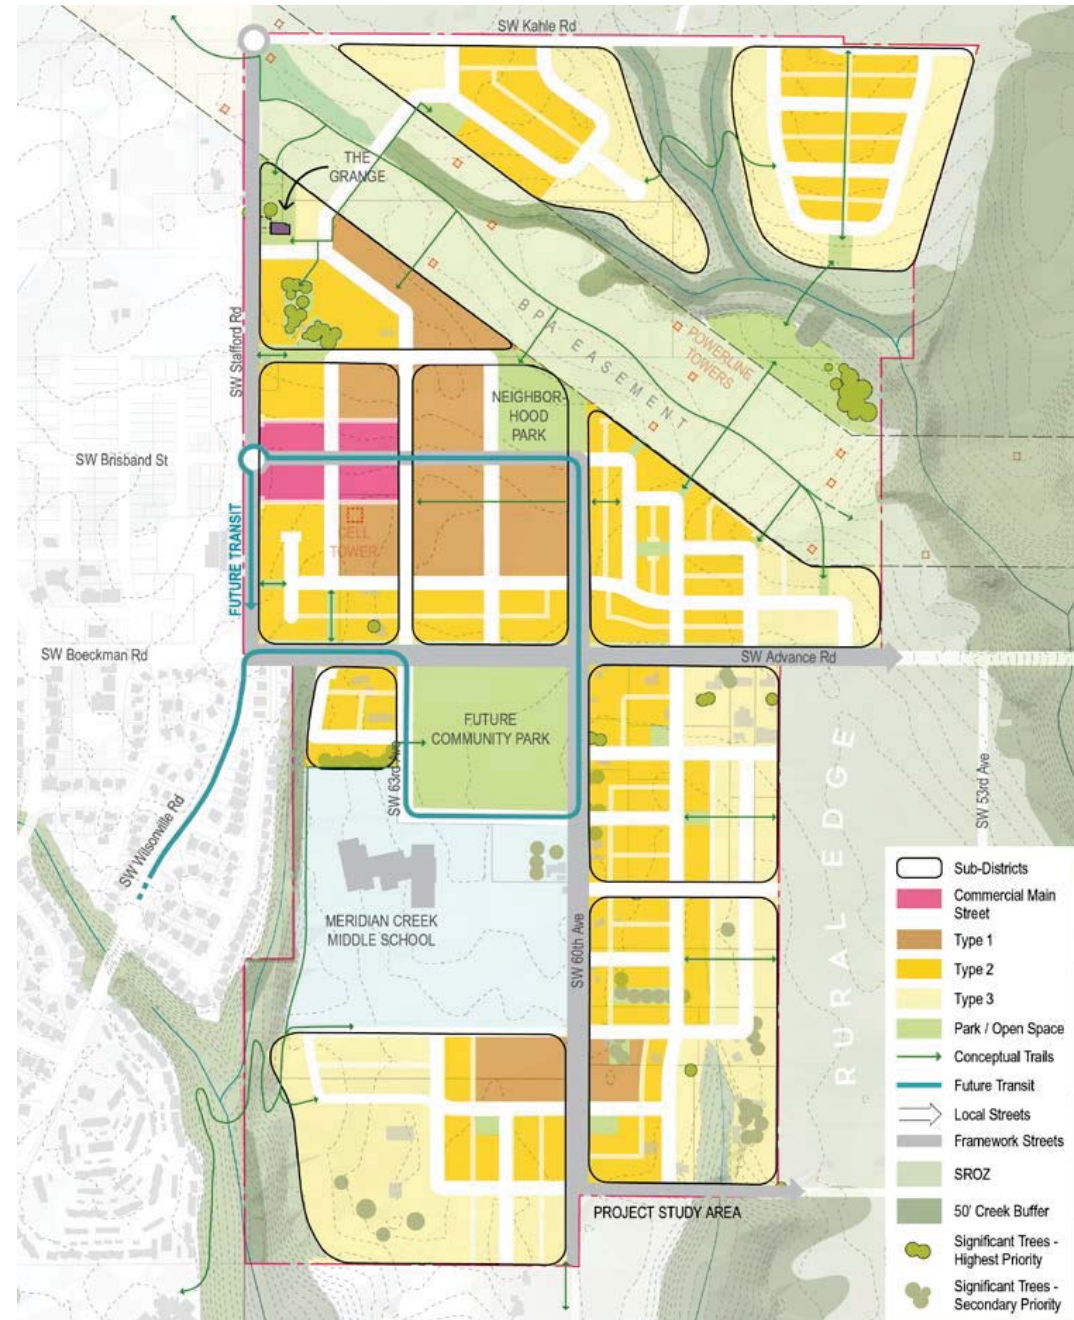 SW Kahle Rd
THE
GRANGE
SW Stafford Rd
BPA EASEMENT
POWERLINE
TOWERS
NEIGHBOR-
HOOD
PARK
SW Brisband St
FUTURE TRANSIT
CELL
TOWER
SW Boeckman Rd
SW Advance Rd
FUTURE
COMMUNITY PARK
SW 63rd Ave
SW Wilsonville Rd
SW 53rd Ave
RURAL EDGE
MERIDIAN CREEK
MIDDLE SCHOOL
SW 60th Ave
PROJECT STUDY AREA
Sub-Districts
Commercial Main
Street
Type 1
Type 2
Type 3
Park / Open Space
Conceptual Trails
Future Transit
Local Streets
Framework Streets
SROZ
50' Creek Buffer
Significant Trees -
Highest Priority
Significant Trees -
Secondary Priority